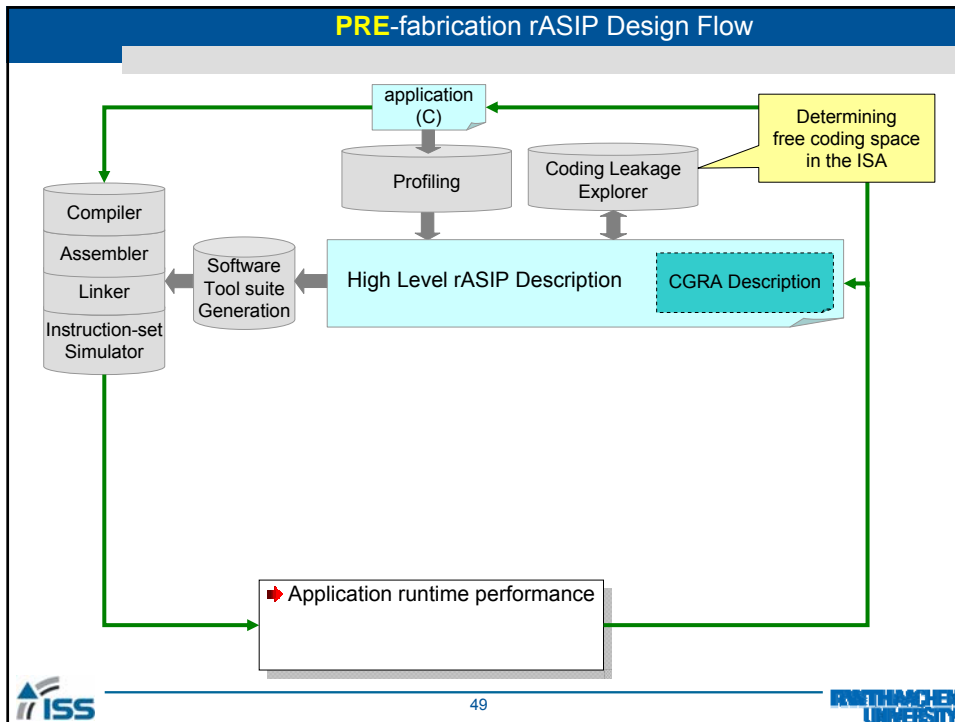 PRE-fabrication rASIP Design Flow
application
(C)
Determining
free coding space
in the ISA
Profiling
Coding Leakage
Explorer
Compiler
Assembler
Linker
Instruction-set
Simulator
Software
Tool suite
Generation
High Level rASIP Description
CGRA Description
Application runtime performance
ISS
49
UNIVERSITY